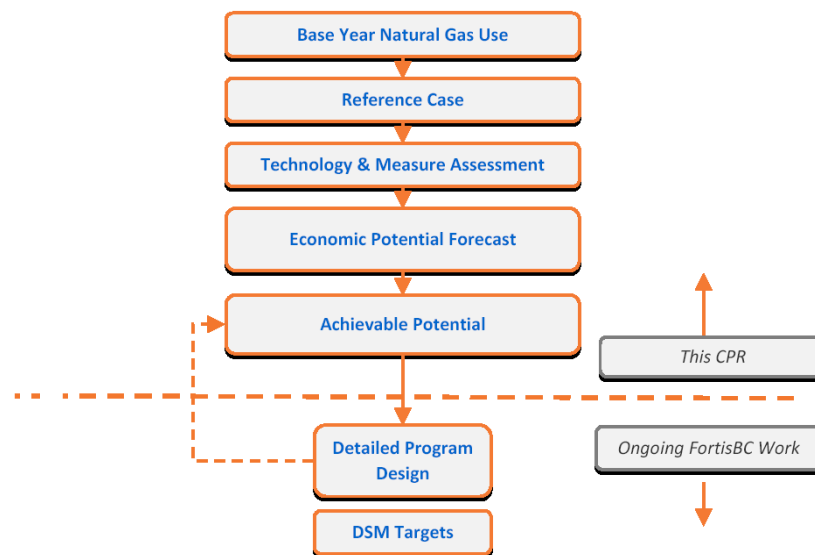 Base Year Natural Gas Use
Reference Case
Technology & Measure Assessment
Economic Potential Forecast
Achievable Potential
This CPR
Detailed Program
Design
Ongoing FortisBC Work
DSM Targets